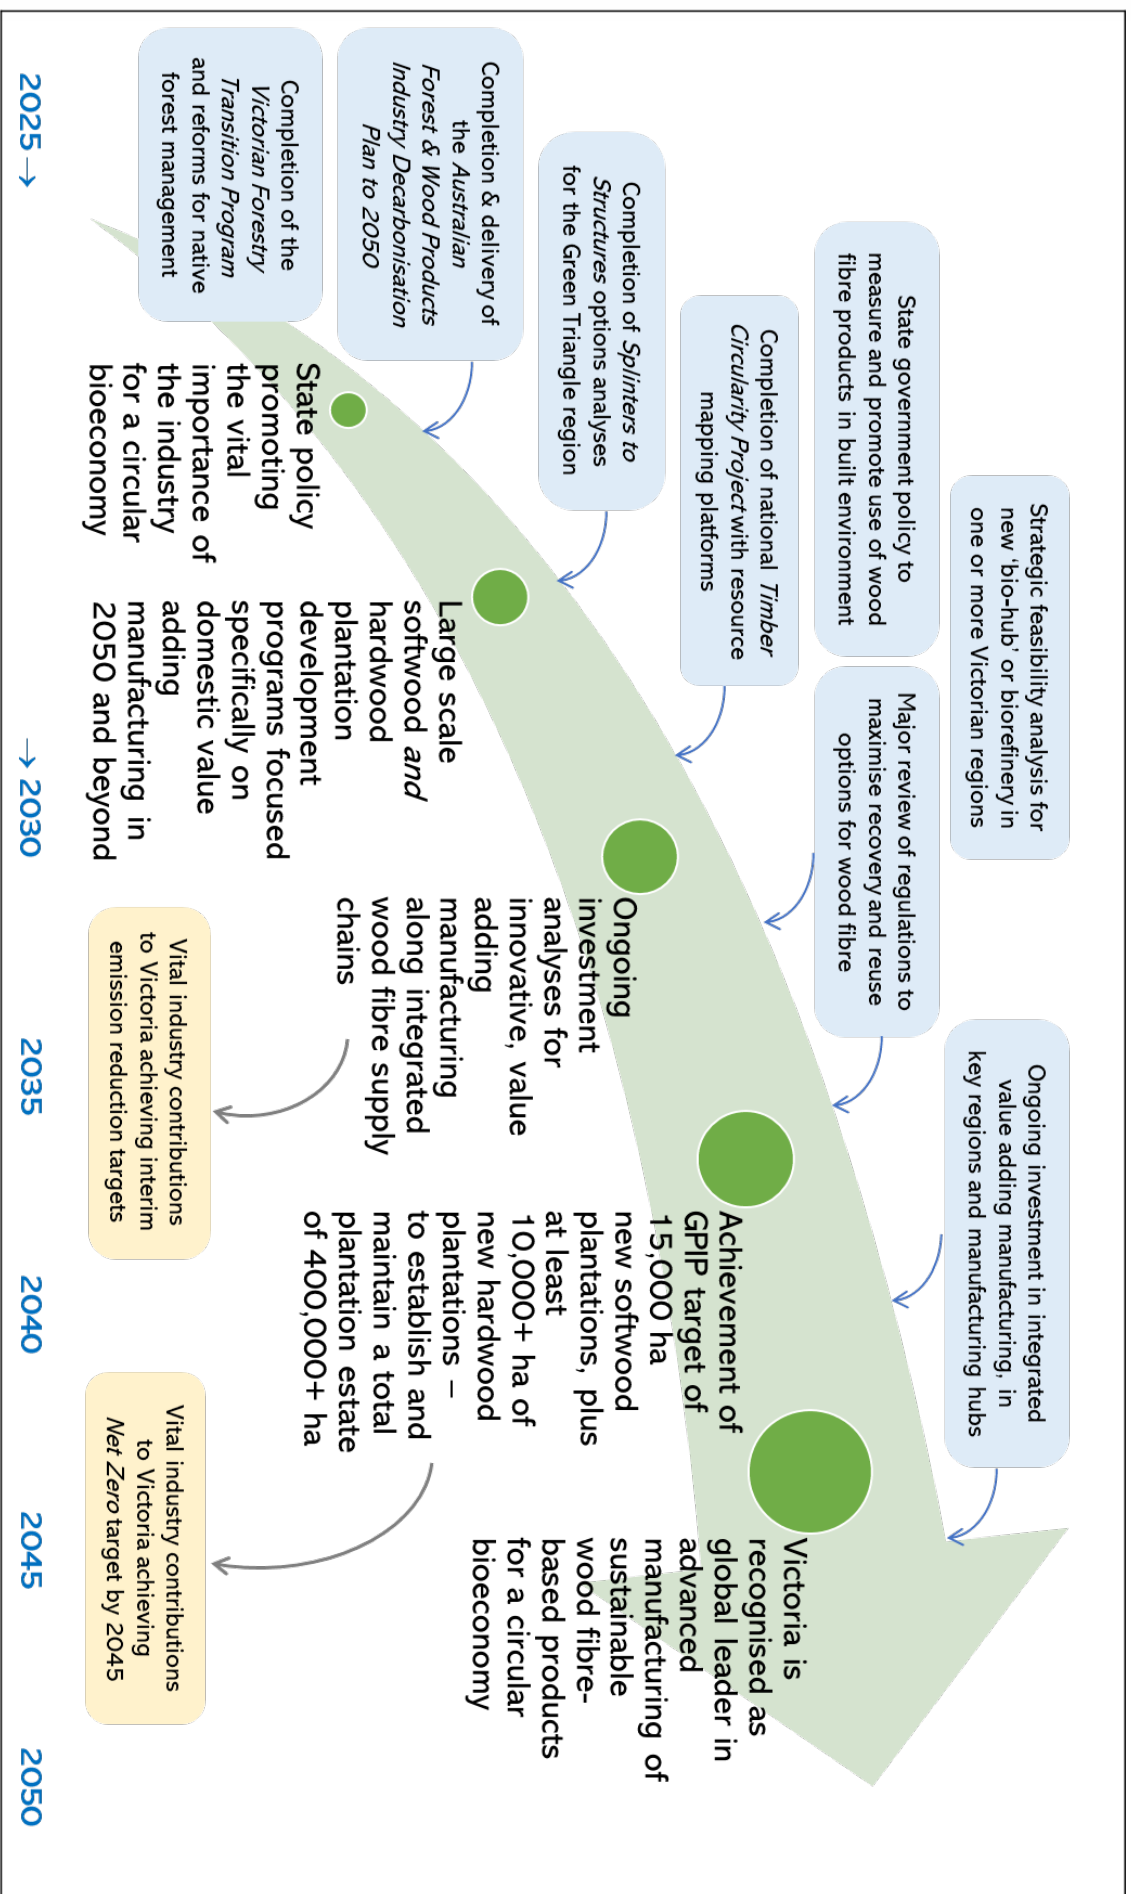 Strategic feasibility analysis for
new ‘bio-hub’ or biorefinery in
one or more Victorian regions
Ongoing investment in integrated
value adding manufacturing, in
key regions and manufacturing hubs
State government policy to
measure and promote use of wood
fibre products in built environment
Major review of regulations to
maximise recovery and reuse
options for wood fibre
Completion of national Timber
Circularity Project with resource
mapping platforms
Completion of Splinters to
Structures options analyses
for the Green Triangle region
Completion & delivery of
the Australian
Forest & Wood Products
Industry Decarbonisation
Plan to 2050
Completion of the
Victorian Forestry
Transition Program
and reforms for native
forest management
State policy
promoting
the vital
importance of
the industry
for a circular
bioeconomy
Large scale
softwood and
hardwood
plantation
development
programs focused
specifically on
domestic value
adding
manufacturing in
2050 and beyond
Ongoing
investment
analyses for
innovative, value
adding
manufacturing
along integrated
wood fibre supply
chains
Achievement of
GPIP target of
15,000 ha
new softwood
plantations, plus
at least
10,000+ ha of
new hardwood
plantations –
to establish and
maintain a total
plantation estate
of 400,000+ ha
Victoria is
recognised as
global leader in
advanced
manufacturing of
sustainable
wood fibre-
based products
for a circular
bioeconomy
Vital industry contributions
to Victoria achieving interim
emission reduction targets
Vital industry contributions
to Victoria achieving
Net Zero target by 2045
2025 → → 2030 2035 2040 2045 2050